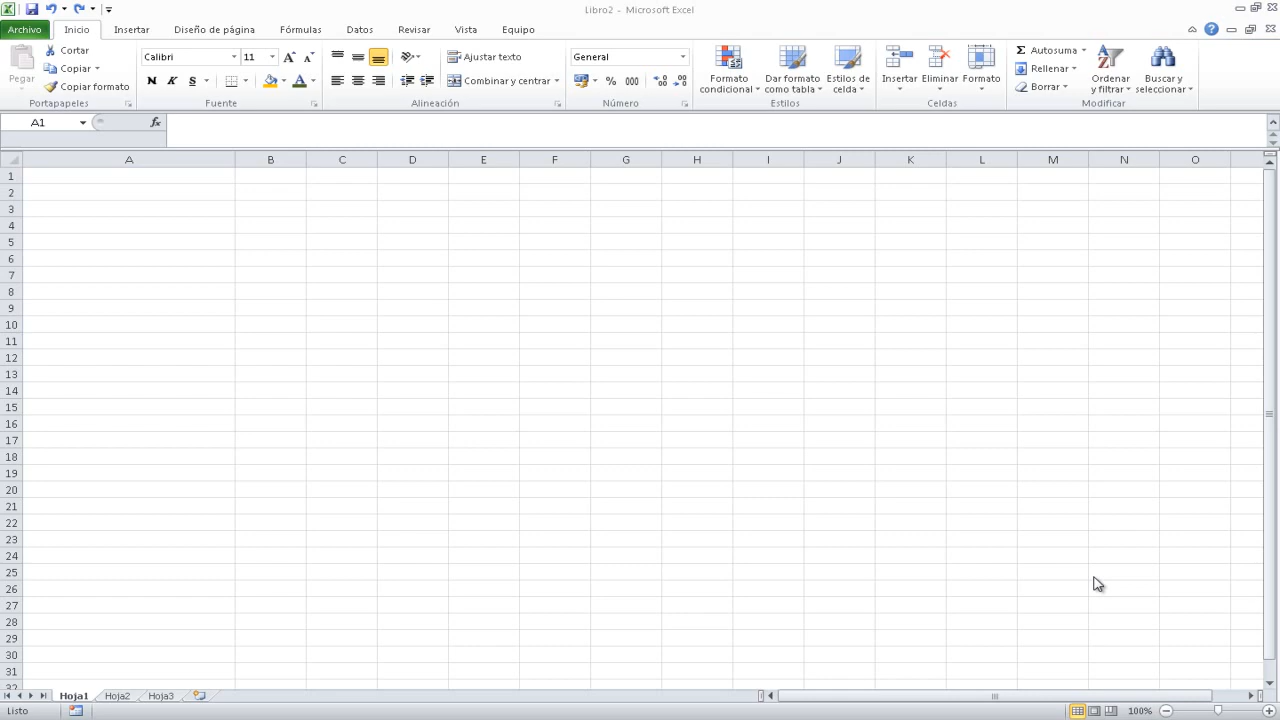 Libro2 - Microsoft Excel
Archivo Inicio Insertar Diseño de página Fórmulas Datos Revisar Vista Equipo
Pegar
Cortar
Copiar
Copiar formato
Portapapeles
Calibri 11
N K S A
Fuente
Ajustar texto
Combinar y centrar
Alineación
General
% 000
Número
Formato condicional
Dar formato como tabla
Estilos de celda
Estilos
Insertar
Eliminar
Formato
Celdas
Σ Autosuma
Rellenar
Borrar
Ordenar y filtrar
Buscar y seleccionar
Modificar
A1 fx
A B C D E F G H I J K L M N O
1
2
3
4
5
6
7
8
9
10
11
12
13
14
15
16
17
18
19
20
21
22
23
24
25
26
27
28
29
30
31
32
Hoja1 Hoja2 Hoja3
Listo 100%